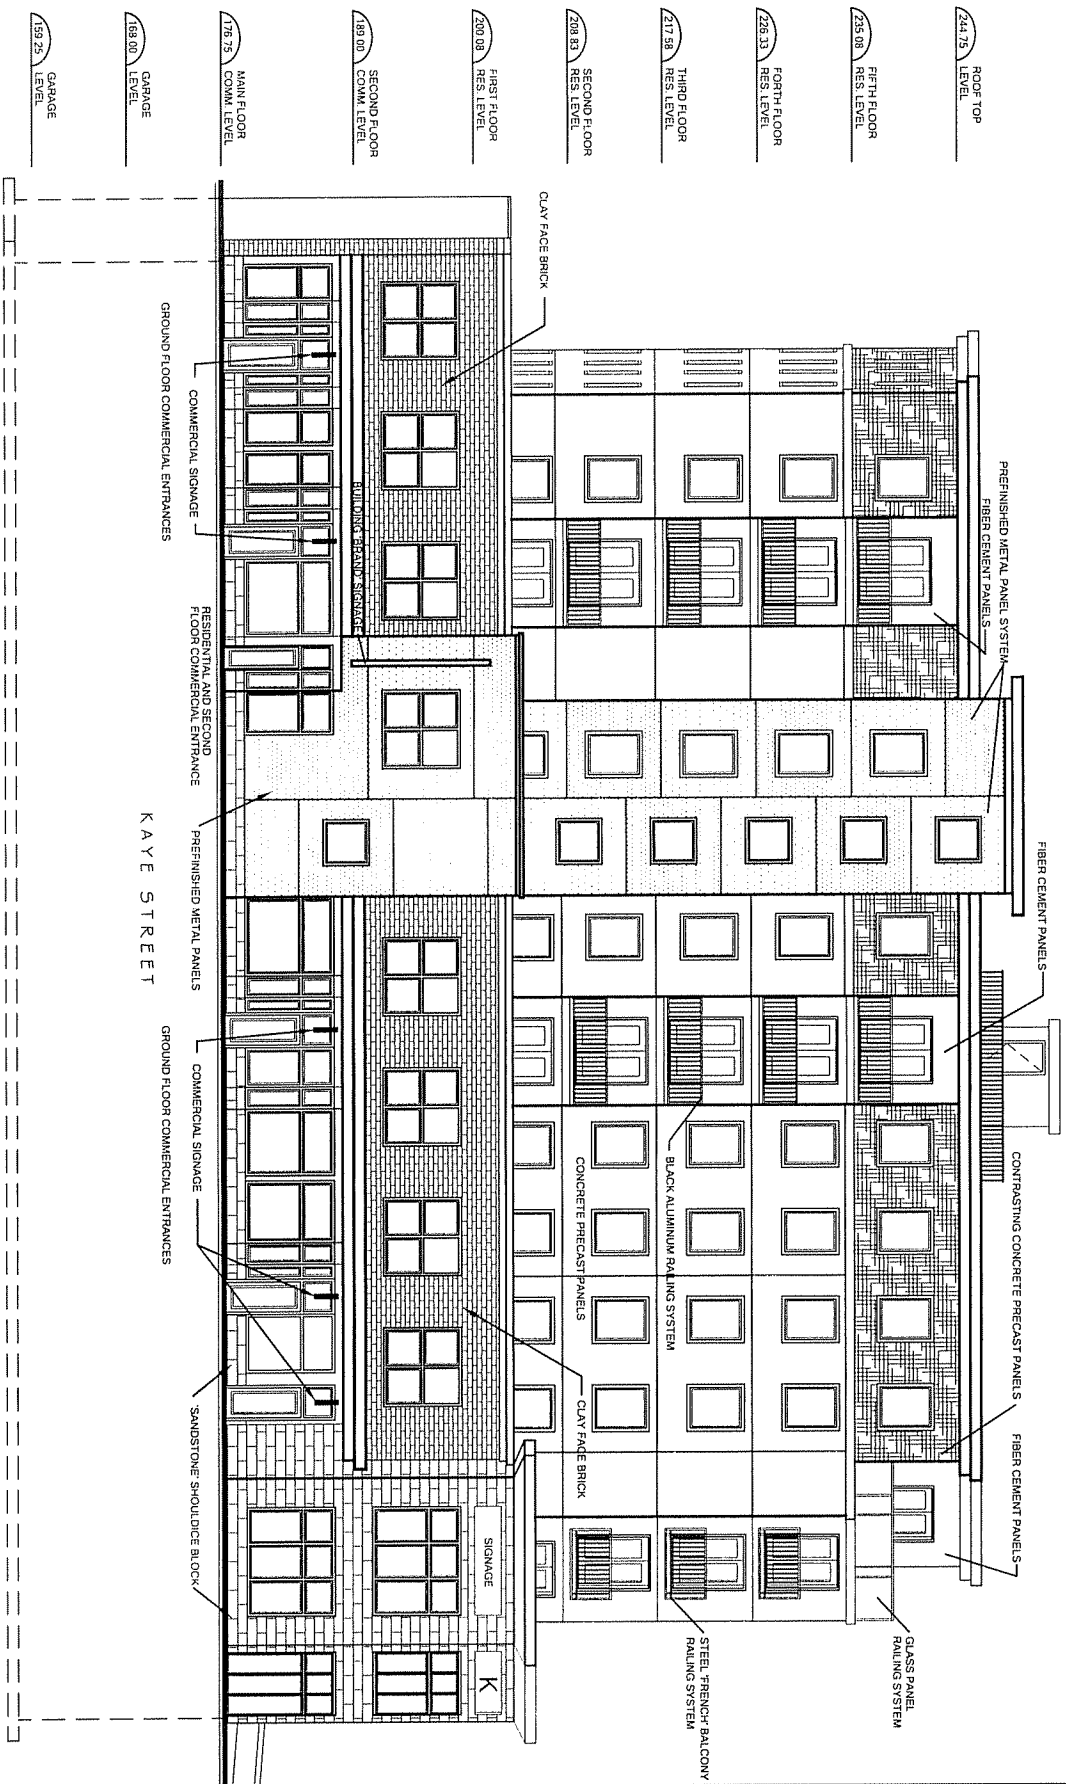 244.75
ROOF TOP
LEVEL
235.08
FIFTH FLOOR
RES. LEVEL
226.33
FORTH FLOOR
RES. LEVEL
217.58
THIRD FLOOR
RES. LEVEL
208.83
SECOND FLOOR
RES. LEVEL
200.08
FIRST FLOOR
RES. LEVEL
189.00
SECOND FLOOR
COMM. LEVEL
176.75
MAIN FLOOR
COMM. LEVEL
168.00
GARAGE
LEVEL
159.25
GARAGE
LEVEL
CLAY FACE BRICK
PREFINISHED METAL PANEL SYSTEM
FIBER CEMENT PANELS
FIBER CEMENT PANELS
CONTRASTING CONCRETE PRECAST PANELS
FIBER CEMENT PANELS
GLASS PANEL
RAILING SYSTEM
STEEL 'FRENCH' BALCONY
RAILING SYSTEM
BLACK ALUMINUM RAILING SYSTEM
CONCRETE PRECAST PANELS
CLAY FACE BRICK
SIGNAGE
K
BUILDING 'BRAND' SIGNAGE
COMMERCIAL SIGNAGE
GROUND FLOOR COMMERCIAL ENTRANCES
RESIDENTIAL AND SECOND
FLOOR COMMERCIAL ENTRANCE
PREFINISHED METAL PANELS
COMMERCIAL SIGNAGE
GROUND FLOOR COMMERCIAL ENTRANCES
'SANDSTONE' SHOULDICE BLOCK
KAYE STREET